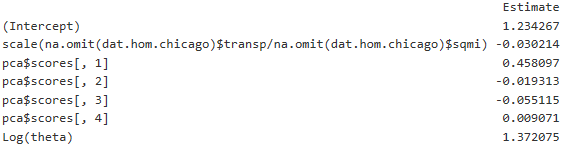 Estimate
(Intercept) 1.234267
scale(na.omit(dat.hom.chicago)$transp/na.omit(dat.hom.chicago)$sqmi) -0.030214
pca$scores[, 1] 0.458097
pca$scores[, 2] -0.019313
pca$scores[, 3] -0.055115
pca$scores[, 4] 0.009071
Log(theta) 1.372075